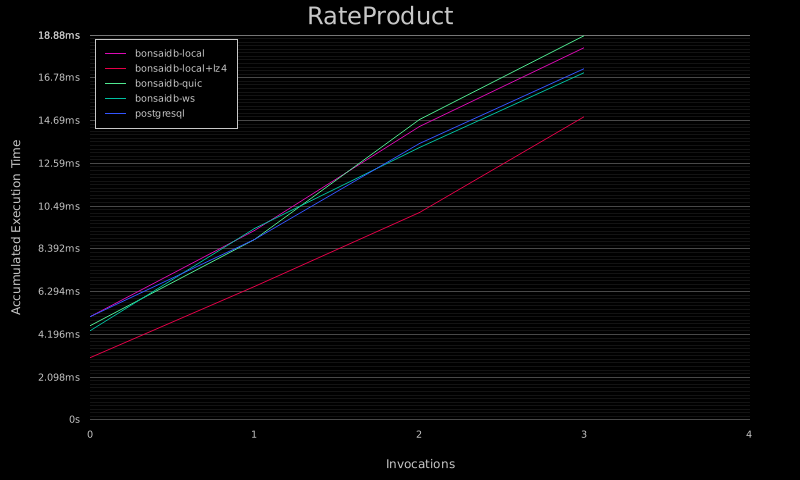 RateProduct
18.88ms
16.78ms
14.69ms
12.59ms
10.49ms
8.392ms
6.294ms
4.196ms
2.098ms
0s
bonsaidb-local
bonsaidb-local+lz4
bonsaidb-quic
bonsaidb-ws
postgresql
Accumulated Execution Time
0 1 2 3 4
Invocations